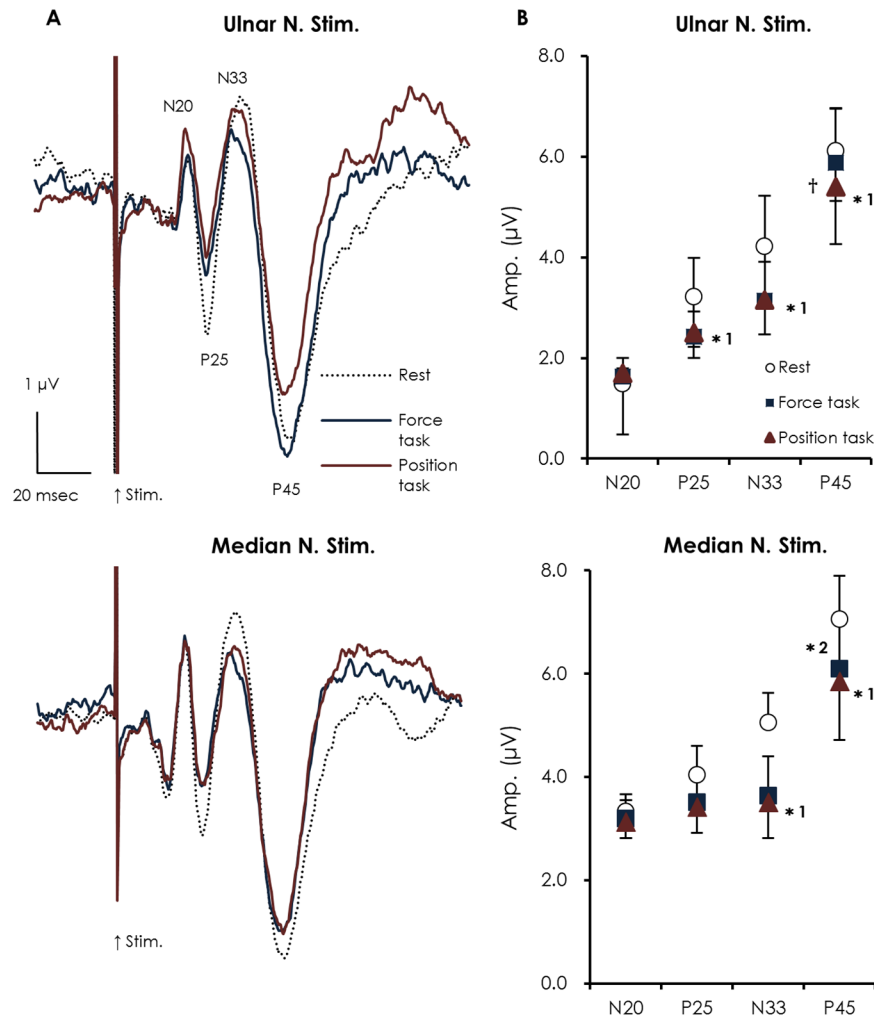 A
Ulnar N. Stim.
N33
N20
P25
1 μV
Rest
Force
task
Position
task
20 msec
↑ Stim.
P45
Median N. Stim.
↑ Stim.
B
Ulnar N. Stim.
8.0
6.0
4.0
2.0
0.0
Amp. (μV)
†
* 1
* 1
* 1
Rest
Force task
Position task
N20 P25 N33 P45
Median N. Stim.
8.0
6.0
4.0
2.0
0.0
Amp. (μV)
* 2
* 1
* 1
N20 P25 N33 P45